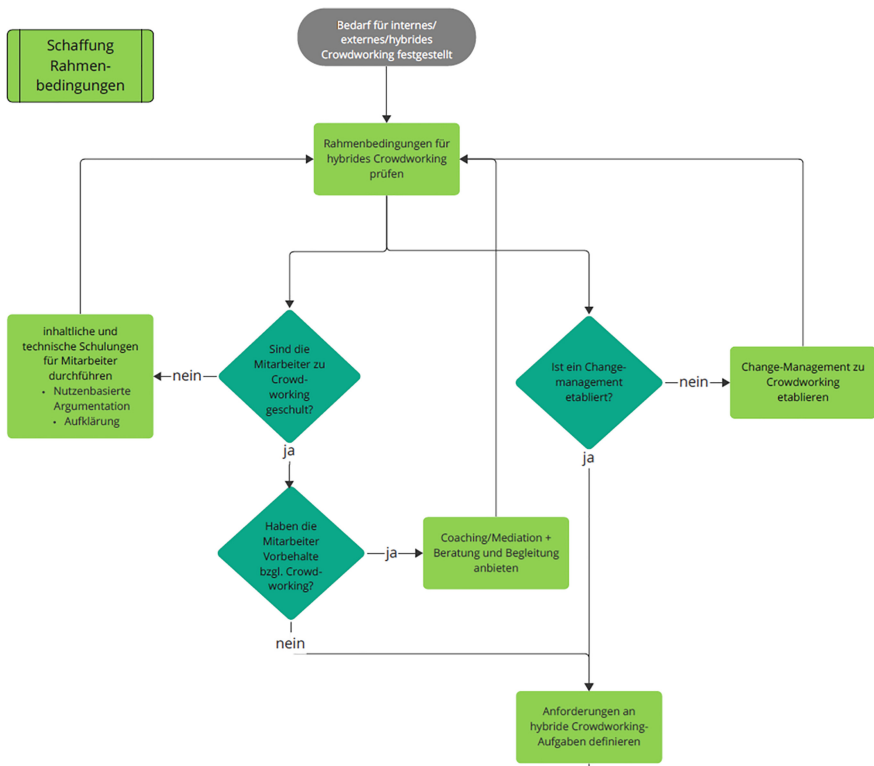 Bedarf für internes/
externes/hybrides
Crowdworking festgestellt
Schaffung
Rahmen-
bedingungen
Rahmenbedingungen für
hybrides Crowdworking
prüfen
inhaltliche und
technische Schulungen
für Mitarbeiter
durchführen
• Nutzenbasierte
Argumentation
• Aufklärung
nein
Sind die
Mitarbeiter zu
Crowd-
working
geschult?
Ist ein Change-
management
etabliert?
nein
Change-Management zu
Crowdworking
etablieren
ja
ja
Haben die
Mitarbeiter
Vorbehalte
bzgl. Crowd-
working?
ja
Coaching/Mediation +
Beratung und Begleitung
anbieten
nein
Anforderungen an
hybride Crowdworking-
Aufgaben definieren